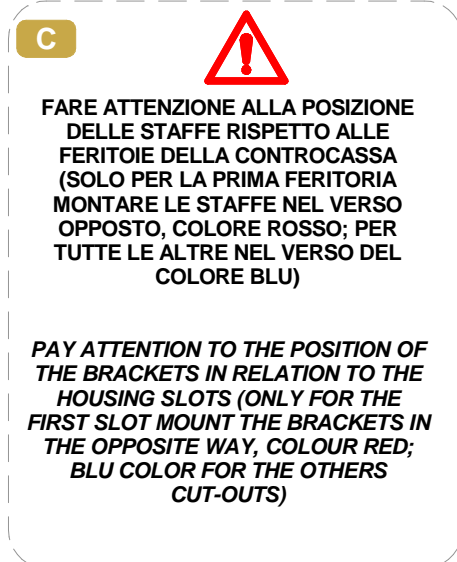 C
FARE ATTENZIONE ALLA POSIZIONE
DELLE STAFFE RISPETTO ALLE
FERITOIE DELLA CONTROCASSA
(SOLO PER LA PRIMA FERITORIA
MONTARE LE STAFFE NEL VERSO
OPPOSTO, COLORE ROSSO; PER
TUTTE LE ALTRE NEL VERSO DEL
COLORE BLU)
PAY ATTENTION TO THE POSITION OF
THE BRACKETS IN RELATION TO THE
HOUSING SLOTS (ONLY FOR THE
FIRST SLOT MOUNT THE BRACKETS IN
THE OPPOSITE WAY, COLOUR RED;
BLU COLOR FOR THE OTHERS
CUT-OUTS)